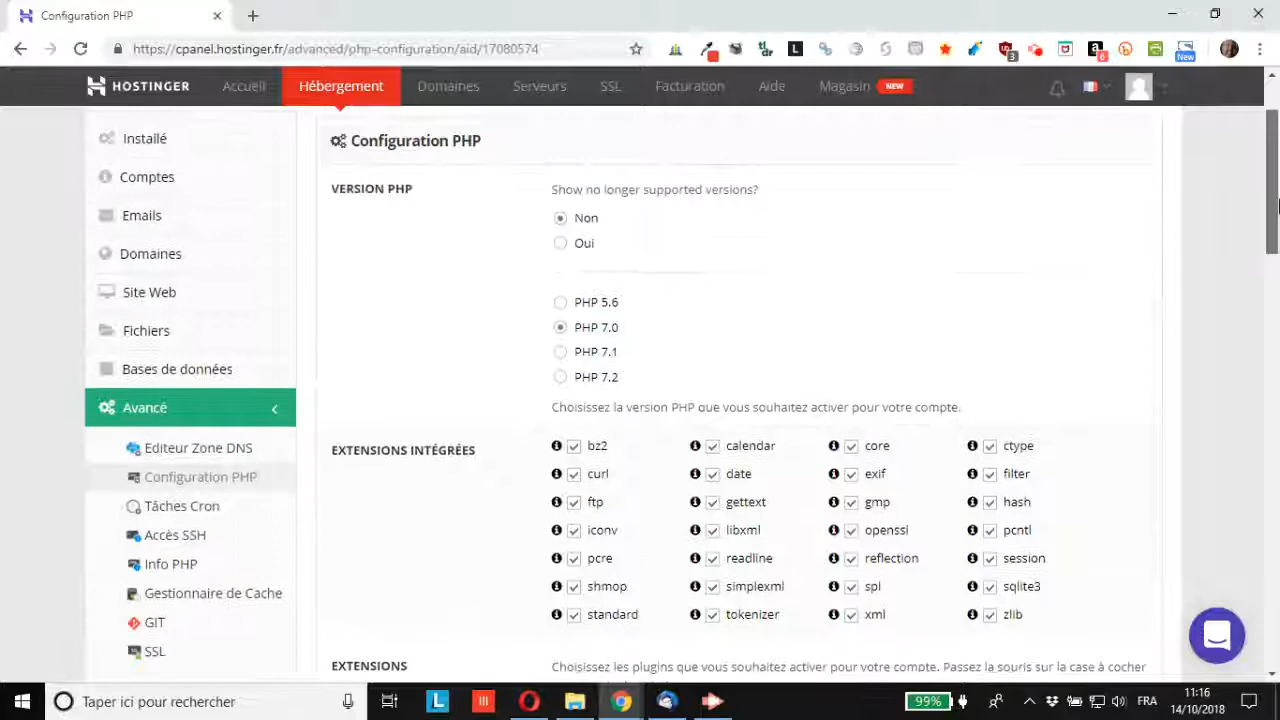 Configuration PHP
https://cpanel.hostinger.fr/advanced/php-configuration/aid/17080574
tldr
L
3
a
6
New
HOSTINGER
Accueil
Hébergement
Domaines
Serveurs
SSL
Facturation
Aide
Magasin NEW
Installé
Comptes
Emails
Domaines
Site Web
Fichiers
Bases de données
Avancé
Editeur Zone DNS
Configuration PHP
Tâches Cron
Accès SSH
Info PHP
Gestionnaire de Cache
GIT
SSL
Configuration PHP
VERSION PHP
Show no longer supported versions?
Non
Oui
PHP 5.6
PHP 7.0
PHP 7.1
PHP 7.2
Choisissez la version PHP que vous souhaitez activer pour votre compte.
EXTENSIONS INTÉGRÉES
bz2 calendar core ctype
curl date exif filter
ftp gettext gmp hash
iconv libxml openssl pcntl
pcre readline reflection session
shmop simplexml spl sqlite3
standard tokenizer xml zlib
EXTENSIONS
Choisissez les plugins que vous souhaitez activer pour votre compte. Passez la souris sur la case à cocher
Taper ici pour rechercher
L
99%
FRA
11:16
14/10/2018